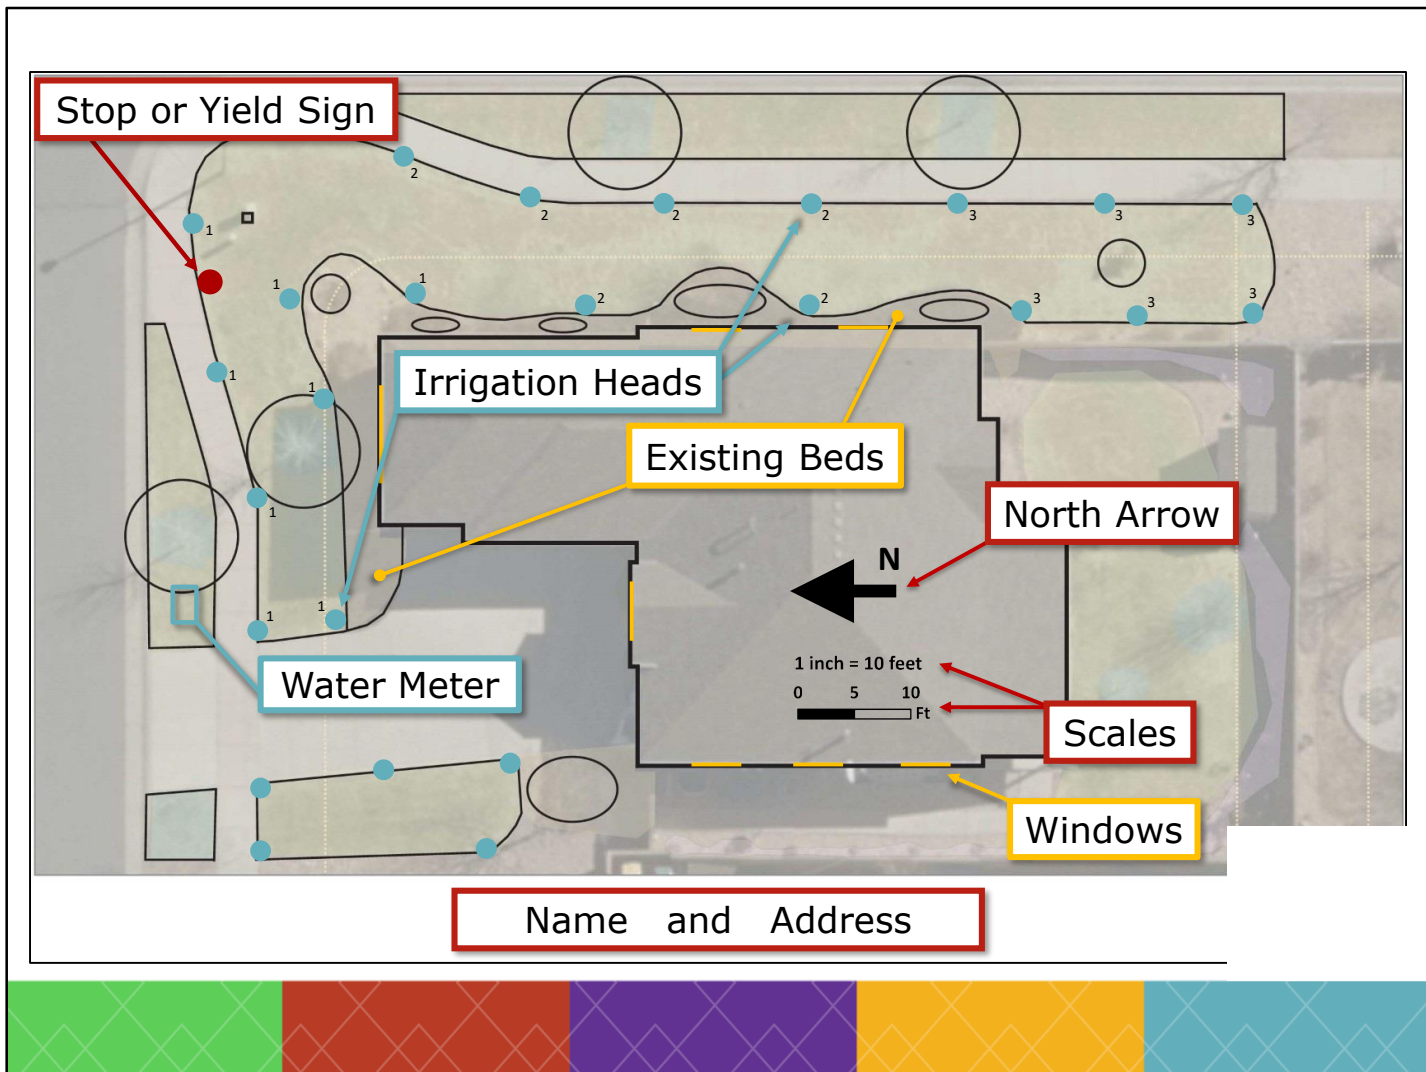 Stop or Yield Sign
2
2
2
2
3
3
3
1
1
1
2
2
3
3
3
1
1
Irrigation Heads
Existing Beds
1
North Arrow
N
1
1
Water Meter
1 inch = 10 feet
0 5 10
Ft
Scales
Windows
Name and Address